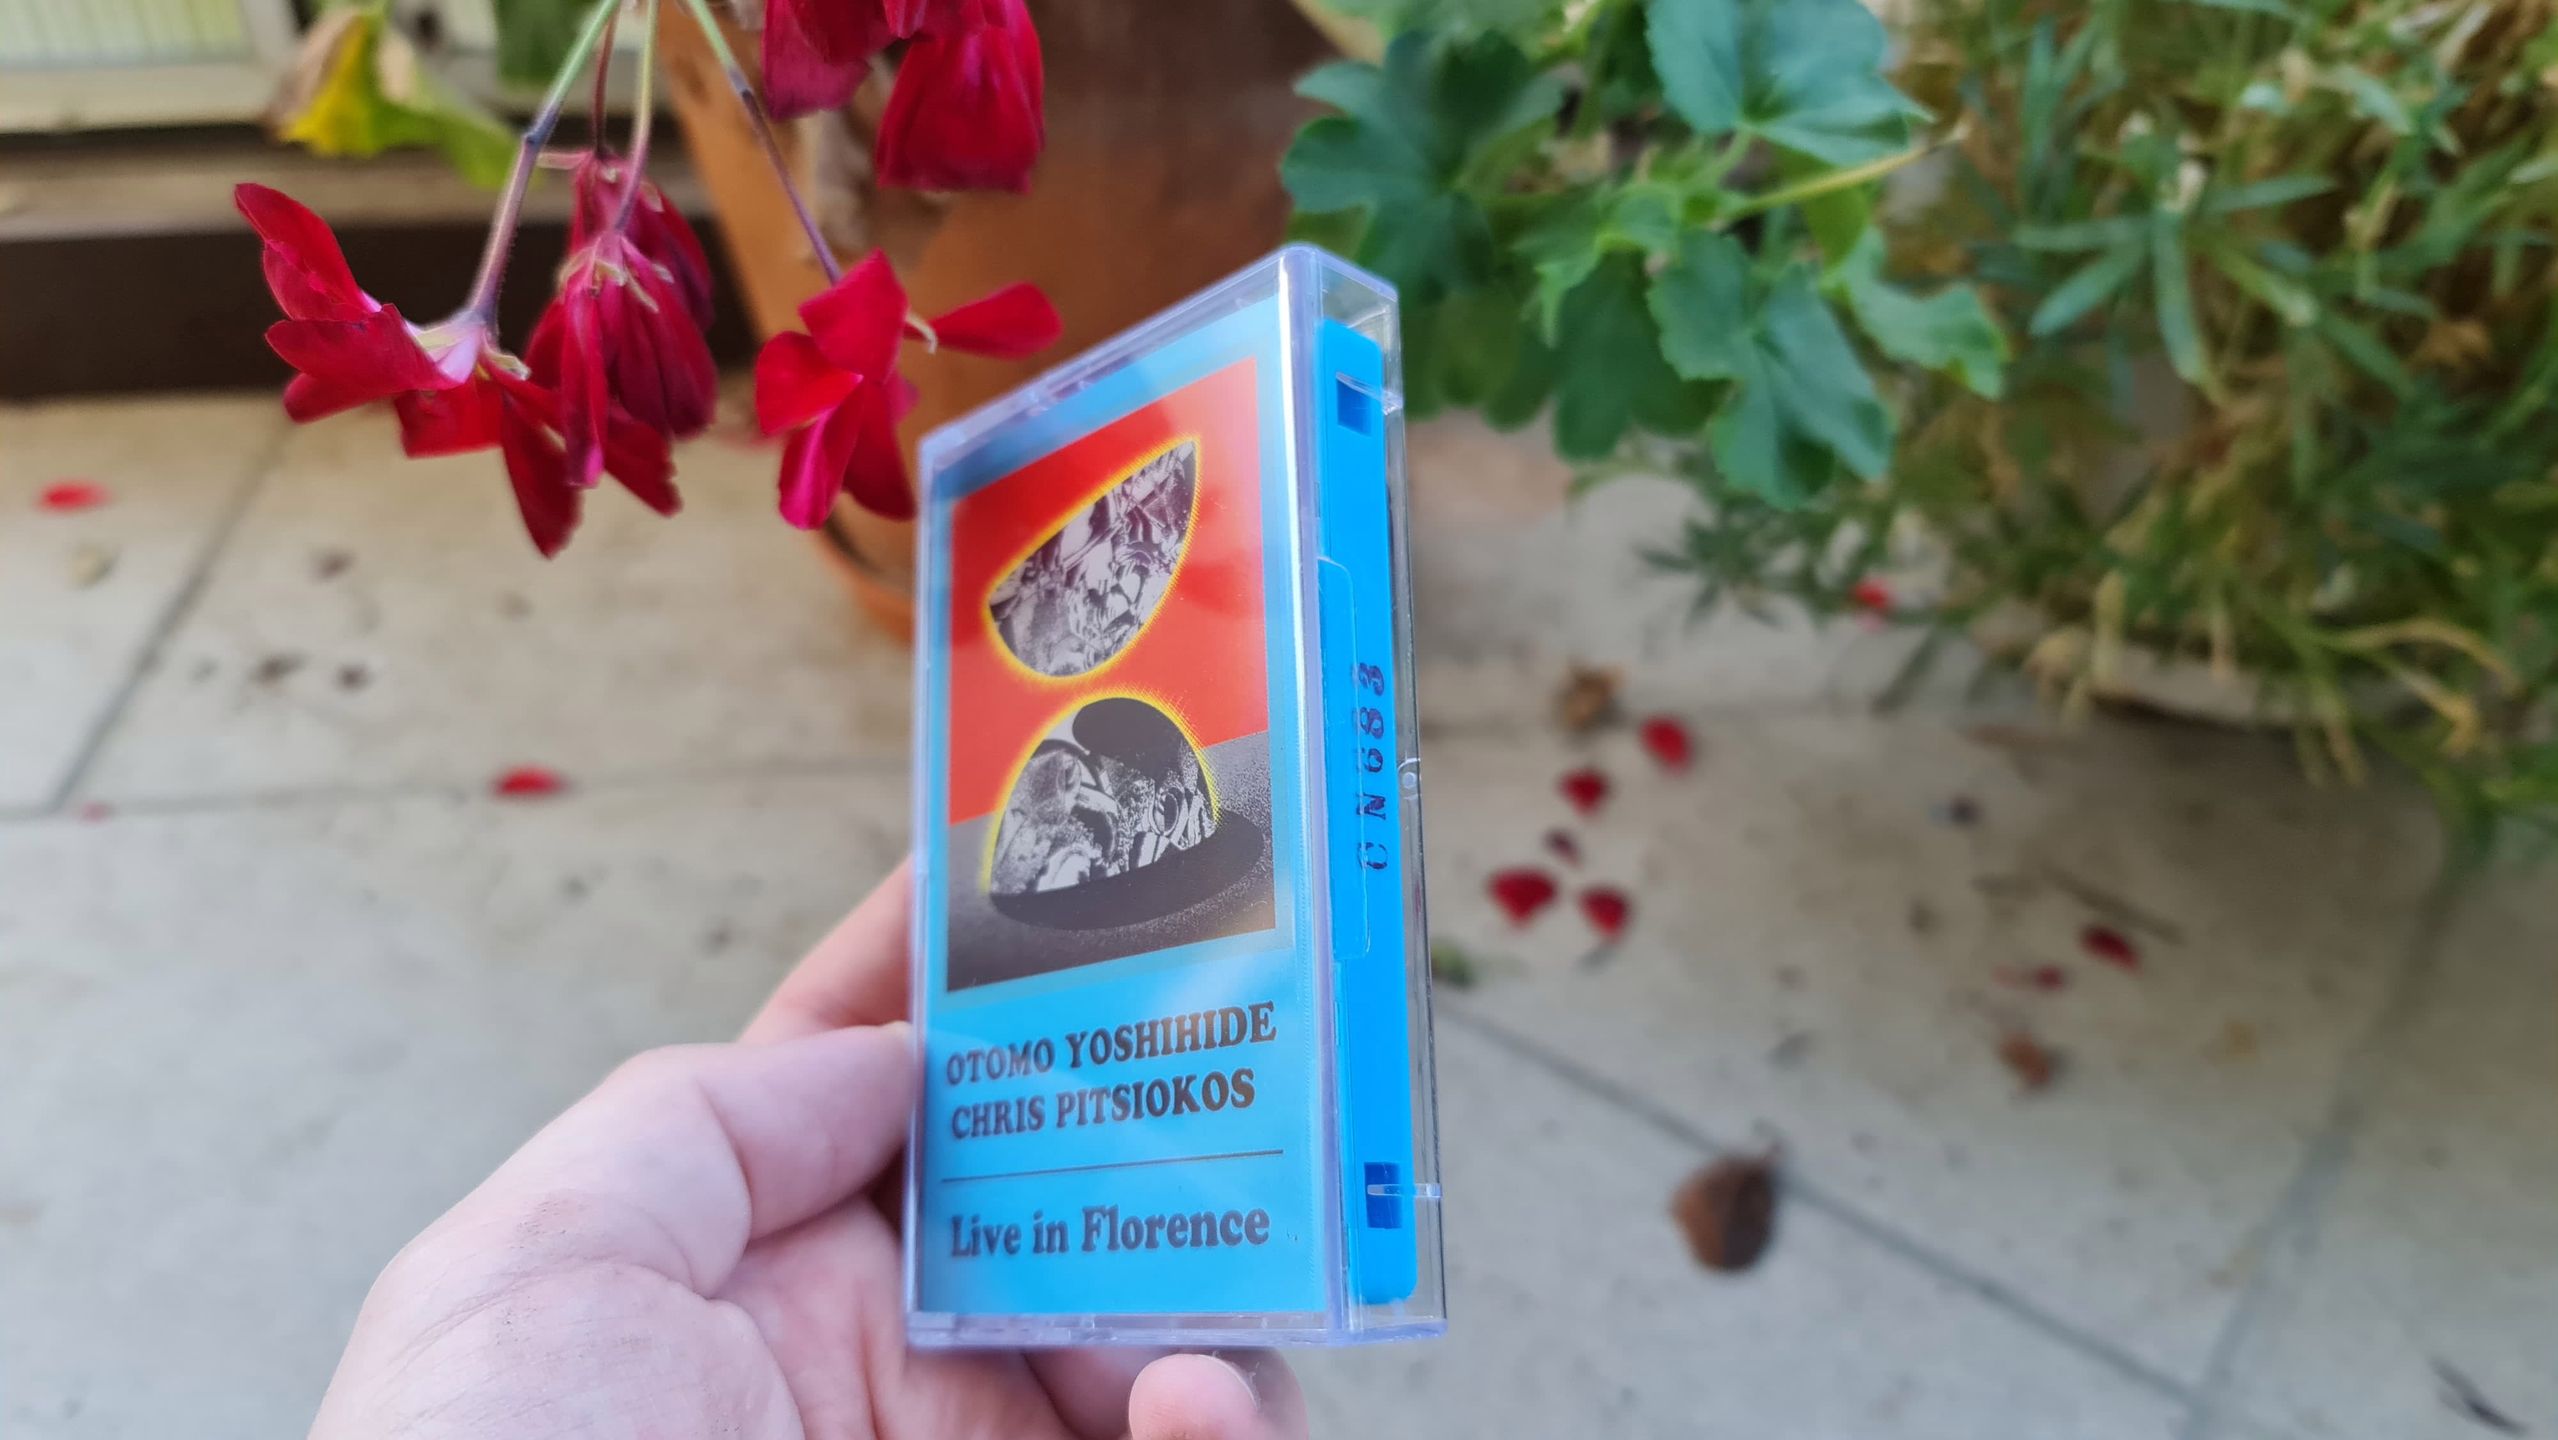 OTOMO YOSHIHIDE
CHRIS PITSIOKOS
Live in Florence
CN683